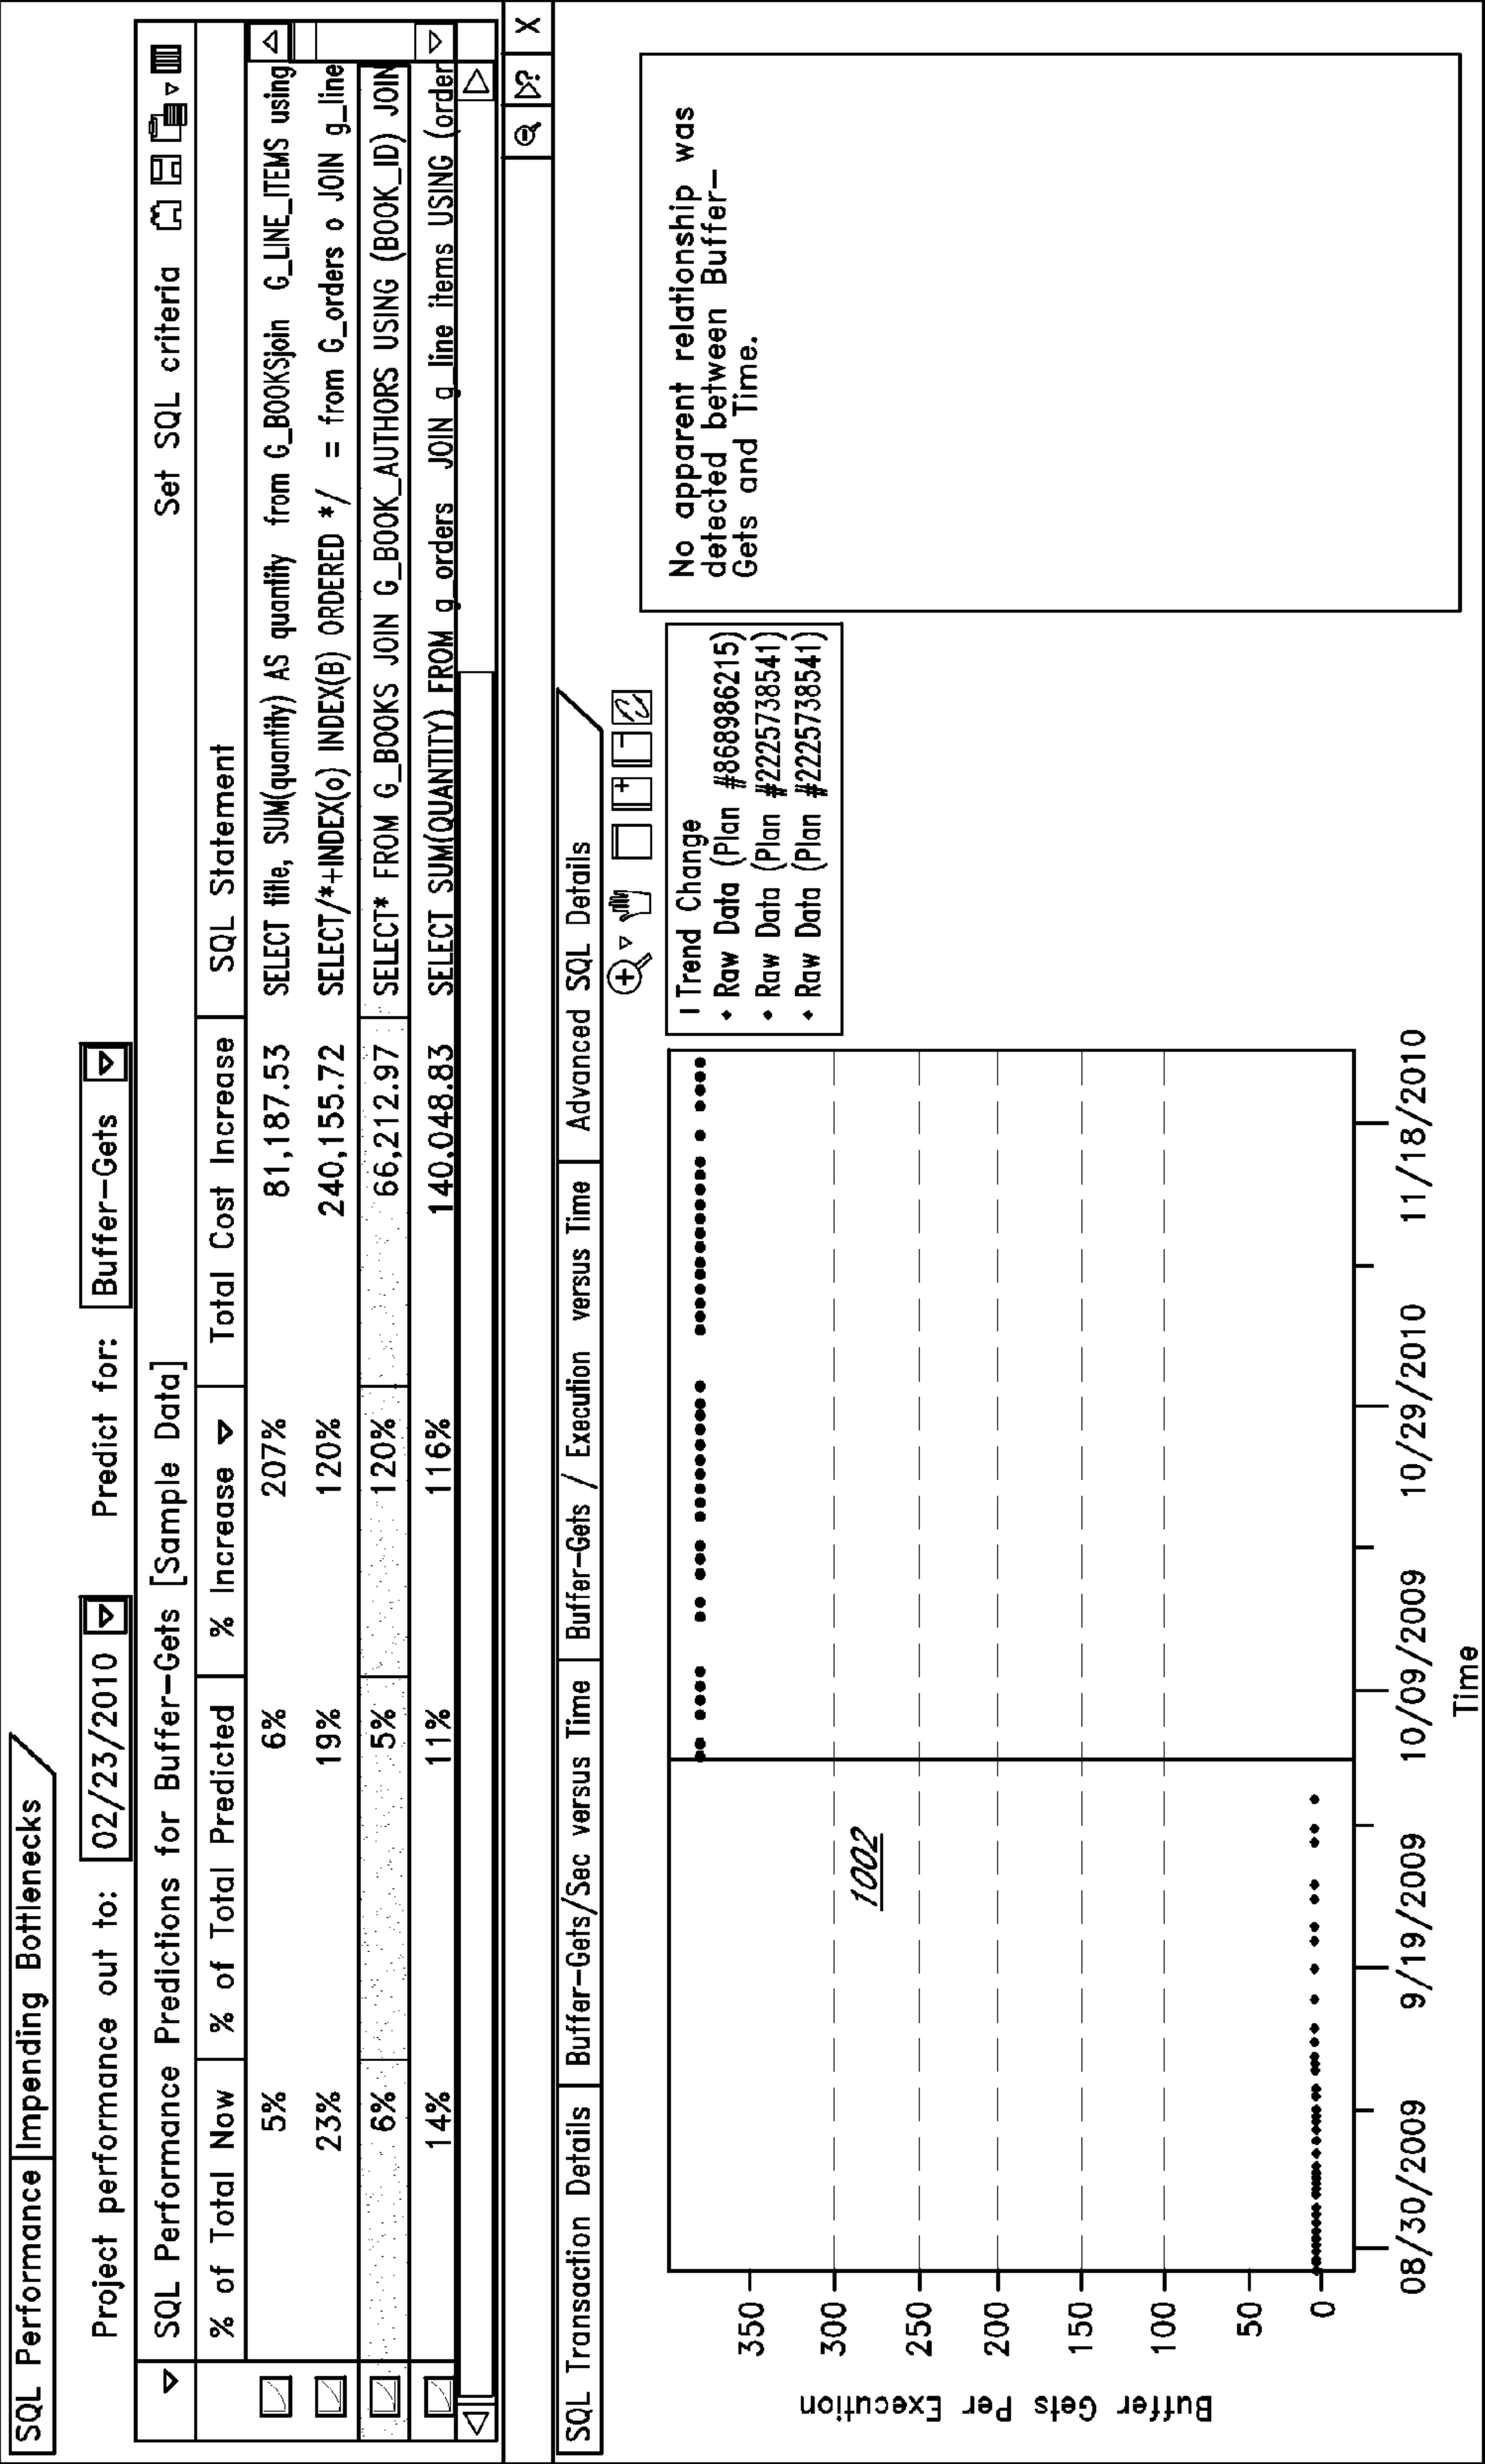 SQL Performance Impending Bottlenecks
Project performance out to: 02/23/2010 Predict for: Buffer-Gets
SQL Performance Predictions for Buffer-Gets [Sample Data] Set SQL criteria
% of Total Now % of Total Predicted % Increase Total Cost Increase SQL Statement
5% 6% 207% 81,187.53 SELECT title, SUM(quantity) AS quantity from G_BOOKSjoin G_LINE_ITEMS using
23% 19% 120% 240,155.72 SELECT/*+INDEX(o) INDEX(B) ORDERED */ = from G_orders o JOIN g_line
6% 5% 120% 66,212.97 SELECT* FROM G_BOOKS JOIN G_BOOK_AUTHORS USING (BOOK_ID) JOIN
14% 11% 116% 140,048.83 SELECT SUM(QUANTITY) FROM g_orders JOIN g_line items USING (order
? X
SQL Transaction Details Buffer-Gets/Sec versus Time Buffer-Gets / Execution versus Time Advanced SQL Details
Buffer Gets Per Execution
350
300
250
200
150
100
50
0
1002
08/30/2009 9/19/2009 10/09/2009 10/29/2010 11/18/2010
Time
I Trend Change
• Raw Data (Plan #868986215)
• Raw Data (Plan #2225738541)
• Raw Data (Plan #2225738541)
No apparent relationship was
detected between Buffer-
Gets and Time.